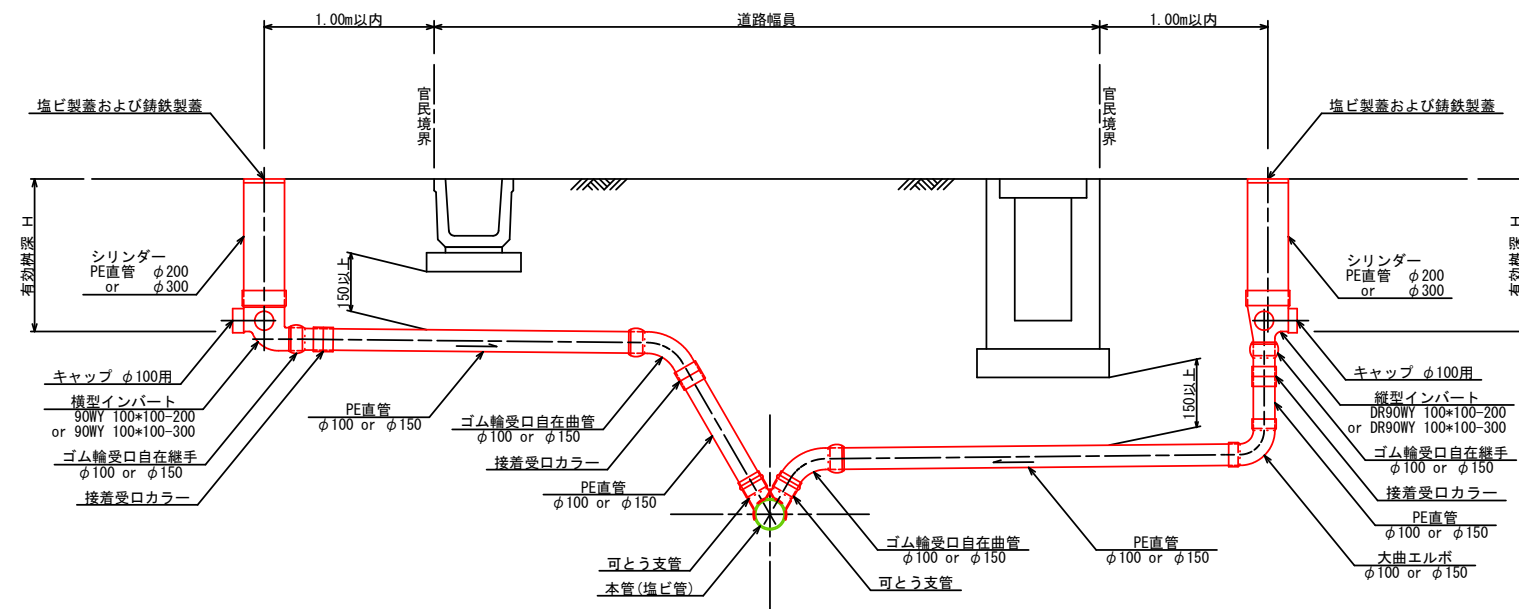 1.00m以内
道路幅員
1.00m以内
官民境界
官民境界
塩ビ製蓋および鋳鉄製蓋
塩ビ製蓋および鋳鉄製蓋
有効桝深 H
シリンダー
PE直管 φ200
or φ300
150以上
シリンダー
PE直管 φ200
or φ300
有効桝深 H
キャップ φ100用
横型インバート
90WY 100*100-200
or 90WY 100*100-300
ゴム輪受口自在継手
φ100 or φ150
接着受口カラー
PE直管
φ100 or φ150
ゴム輪受口自在曲管
φ100 or φ150
接着受口カラー
PE直管
φ100 or φ150
可とう支管
本管(塩ビ管)
可とう支管
ゴム輪受口自在曲管
φ100 or φ150
PE直管
φ100 or φ150
150以上
キャップ φ100用
縦型インバート
DR90WY 100*100-200
or DR90WY 100*100-300
ゴム輪受口自在継手
φ100 or φ150
接着受口カラー
PE直管
φ100 or φ150
大曲エルボ
φ100 or φ150